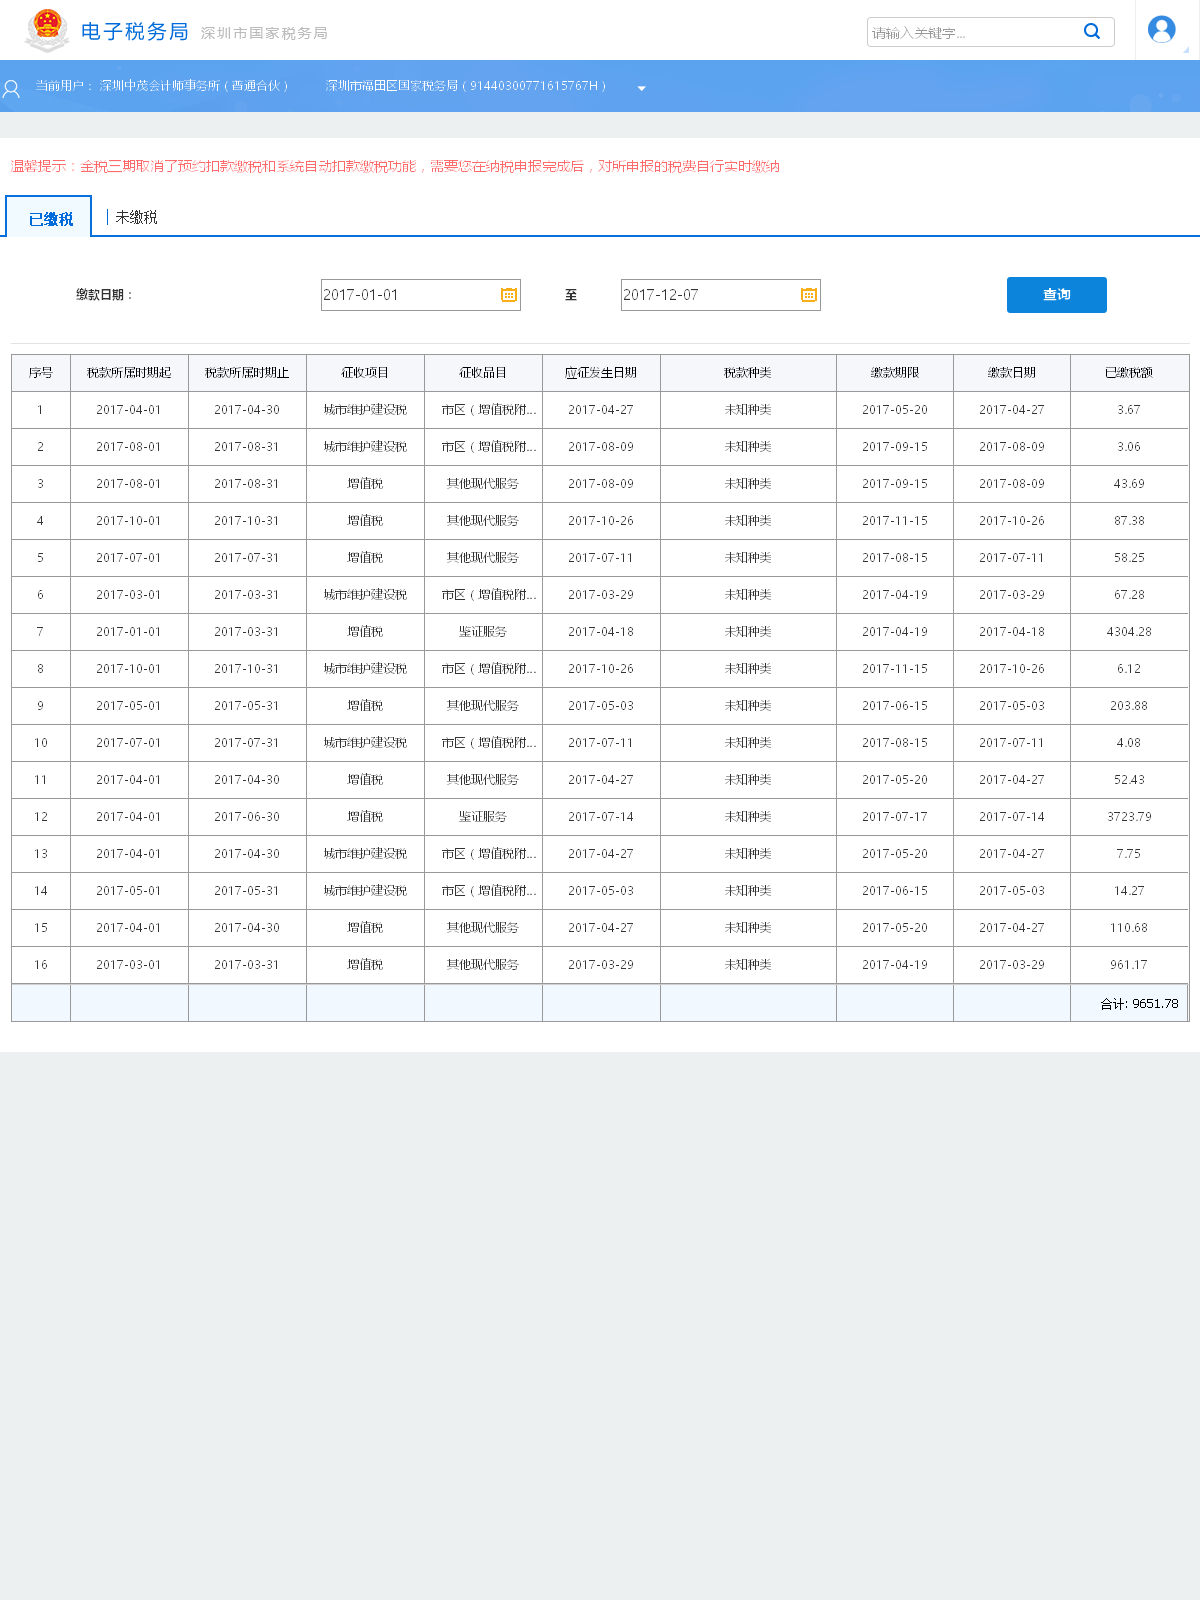 电子税务局 深圳市国家税务局 请输入关键字...
当前用户： 深圳中茂会计师事务所（普通合伙） 深圳市福田区国家税务局（91440300771615767H）
温馨提示：金税三期取消了预约扣款缴税和系统自动扣款缴税功能，需要您在纳税申报完成后，对所申报的税费自行实时缴纳
已缴税 未缴税
缴款日期： 2017-01-01 至 2017-12-07 查询
序号 税款所属时期起 税款所属时期止 征收项目 征收品目 应征发生日期 税款种类 缴款期限 缴款日期 已缴税额
1 2017-04-01 2017-04-30 城市维护建设税 市区（增值税附... 2017-04-27 未知种类 2017-05-20 2017-04-27 3.67
2 2017-08-01 2017-08-31 城市维护建设税 市区（增值税附... 2017-08-09 未知种类 2017-09-15 2017-08-09 3.06
3 2017-08-01 2017-08-31 增值税 其他现代服务 2017-08-09 未知种类 2017-09-15 2017-08-09 43.69
4 2017-10-01 2017-10-31 增值税 其他现代服务 2017-10-26 未知种类 2017-11-15 2017-10-26 87.38
5 2017-07-01 2017-07-31 增值税 其他现代服务 2017-07-11 未知种类 2017-08-15 2017-07-11 58.25
6 2017-03-01 2017-03-31 城市维护建设税 市区（增值税附... 2017-03-29 未知种类 2017-04-19 2017-03-29 67.28
7 2017-01-01 2017-03-31 增值税 鉴证服务 2017-04-18 未知种类 2017-04-19 2017-04-18 4304.28
8 2017-10-01 2017-10-31 城市维护建设税 市区（增值税附... 2017-10-26 未知种类 2017-11-15 2017-10-26 6.12
9 2017-05-01 2017-05-31 增值税 其他现代服务 2017-05-03 未知种类 2017-06-15 2017-05-03 203.88
10 2017-07-01 2017-07-31 城市维护建设税 市区（增值税附... 2017-07-11 未知种类 2017-08-15 2017-07-11 4.08
11 2017-04-01 2017-04-30 增值税 其他现代服务 2017-04-27 未知种类 2017-05-20 2017-04-27 52.43
12 2017-04-01 2017-06-30 增值税 鉴证服务 2017-07-14 未知种类 2017-07-17 2017-07-14 3723.79
13 2017-04-01 2017-04-30 城市维护建设税 市区（增值税附... 2017-04-27 未知种类 2017-05-20 2017-04-27 7.75
14 2017-05-01 2017-05-31 城市维护建设税 市区（增值税附... 2017-05-03 未知种类 2017-06-15 2017-05-03 14.27
15 2017-04-01 2017-04-30 增值税 其他现代服务 2017-04-27 未知种类 2017-05-20 2017-04-27 110.68
16 2017-03-01 2017-03-31 增值税 其他现代服务 2017-03-29 未知种类 2017-04-19 2017-03-29 961.17
合计: 9651.78